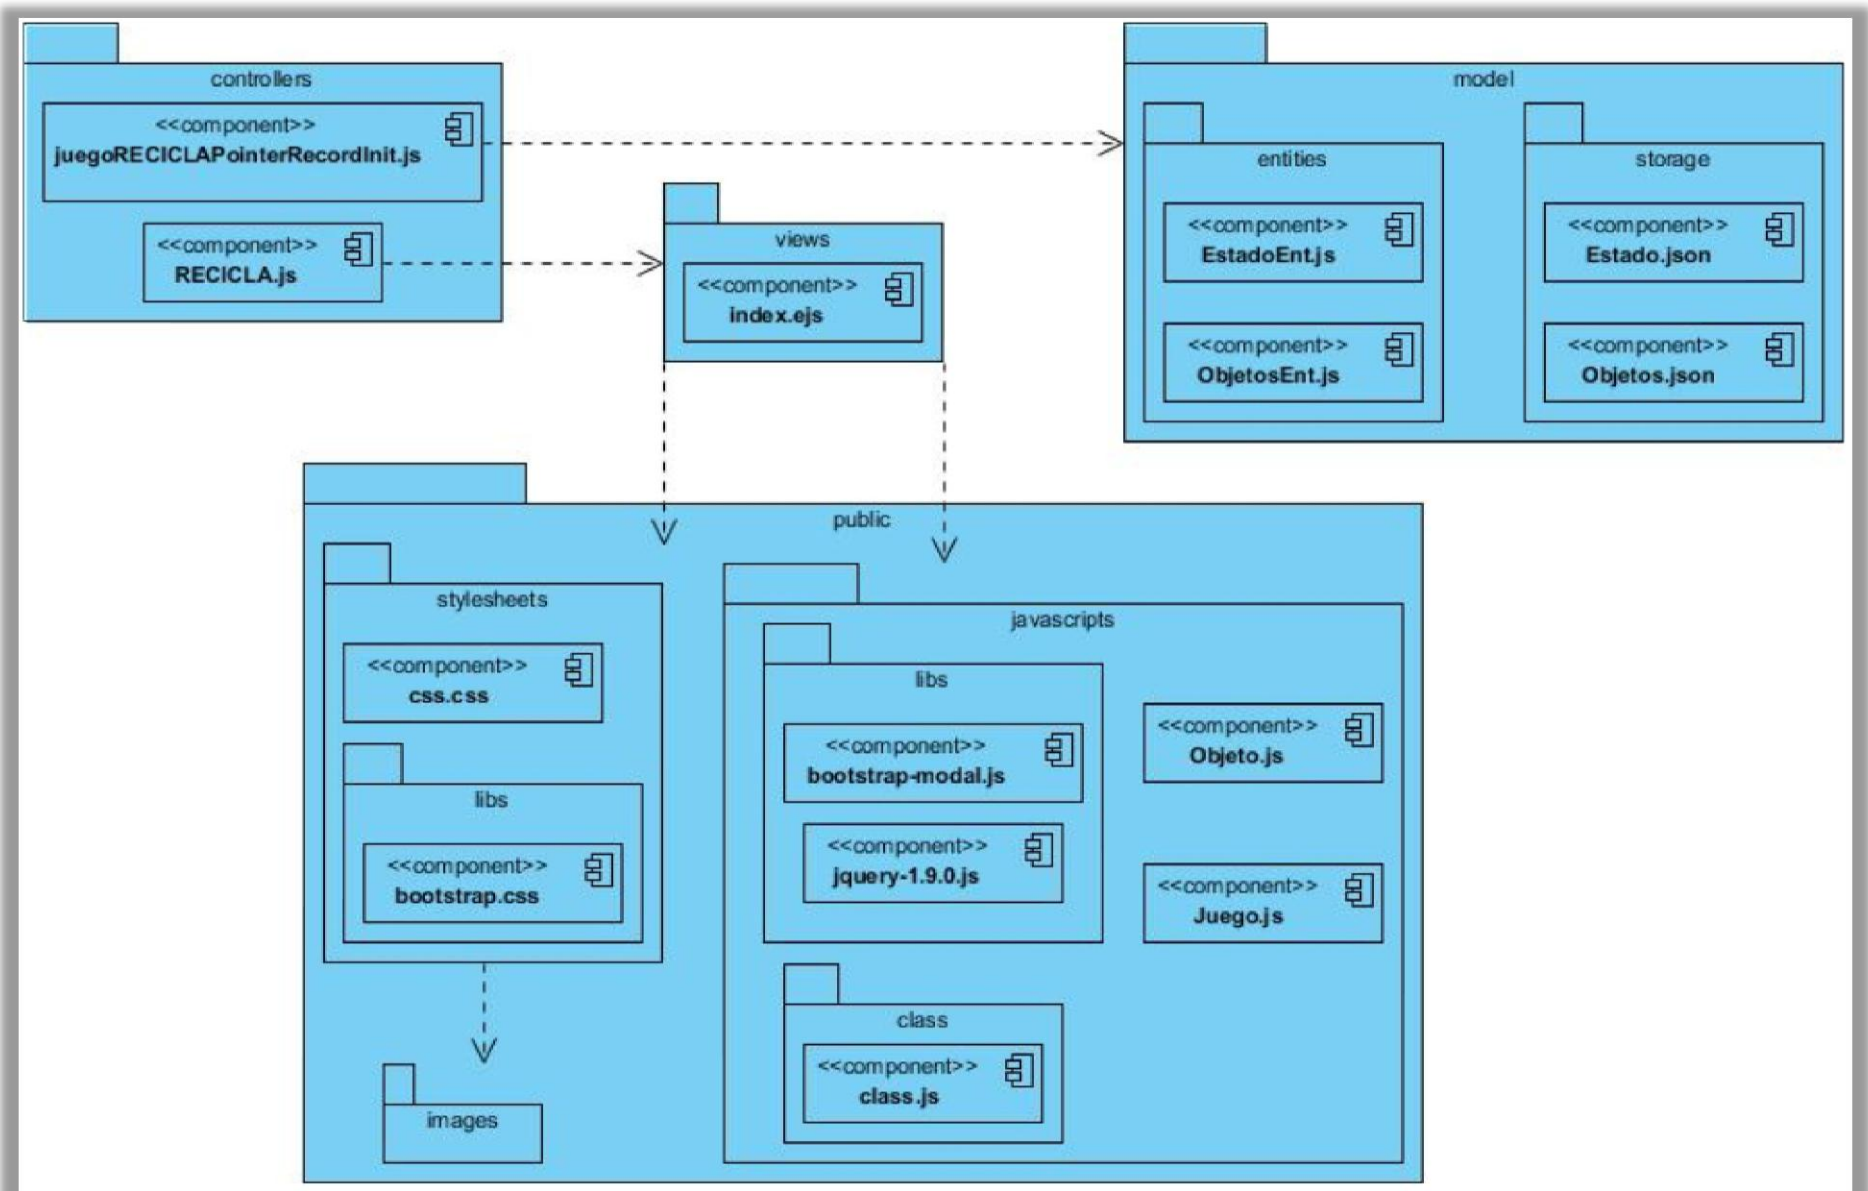 controllers
<<component>>
juegoRECICLAPointerRecordInit.js
<<component>>
RECICLA.js
views
<<component>>
index.ejs
model
entities
<<component>>
EstadoEnt.js
<<component>>
ObjetosEnt.js
storage
<<component>>
Estado.json
<<component>>
Objetos.json
public
stylesheets
<<component>>
css.css
libs
<<component>>
bootstrap.css
images
javascripts
libs
<<component>>
bootstrap-modal.js
<<component>>
jquery-1.9.0.js
<<component>>
Objeto.js
<<component>>
Juego.js
class
<<component>>
class.js